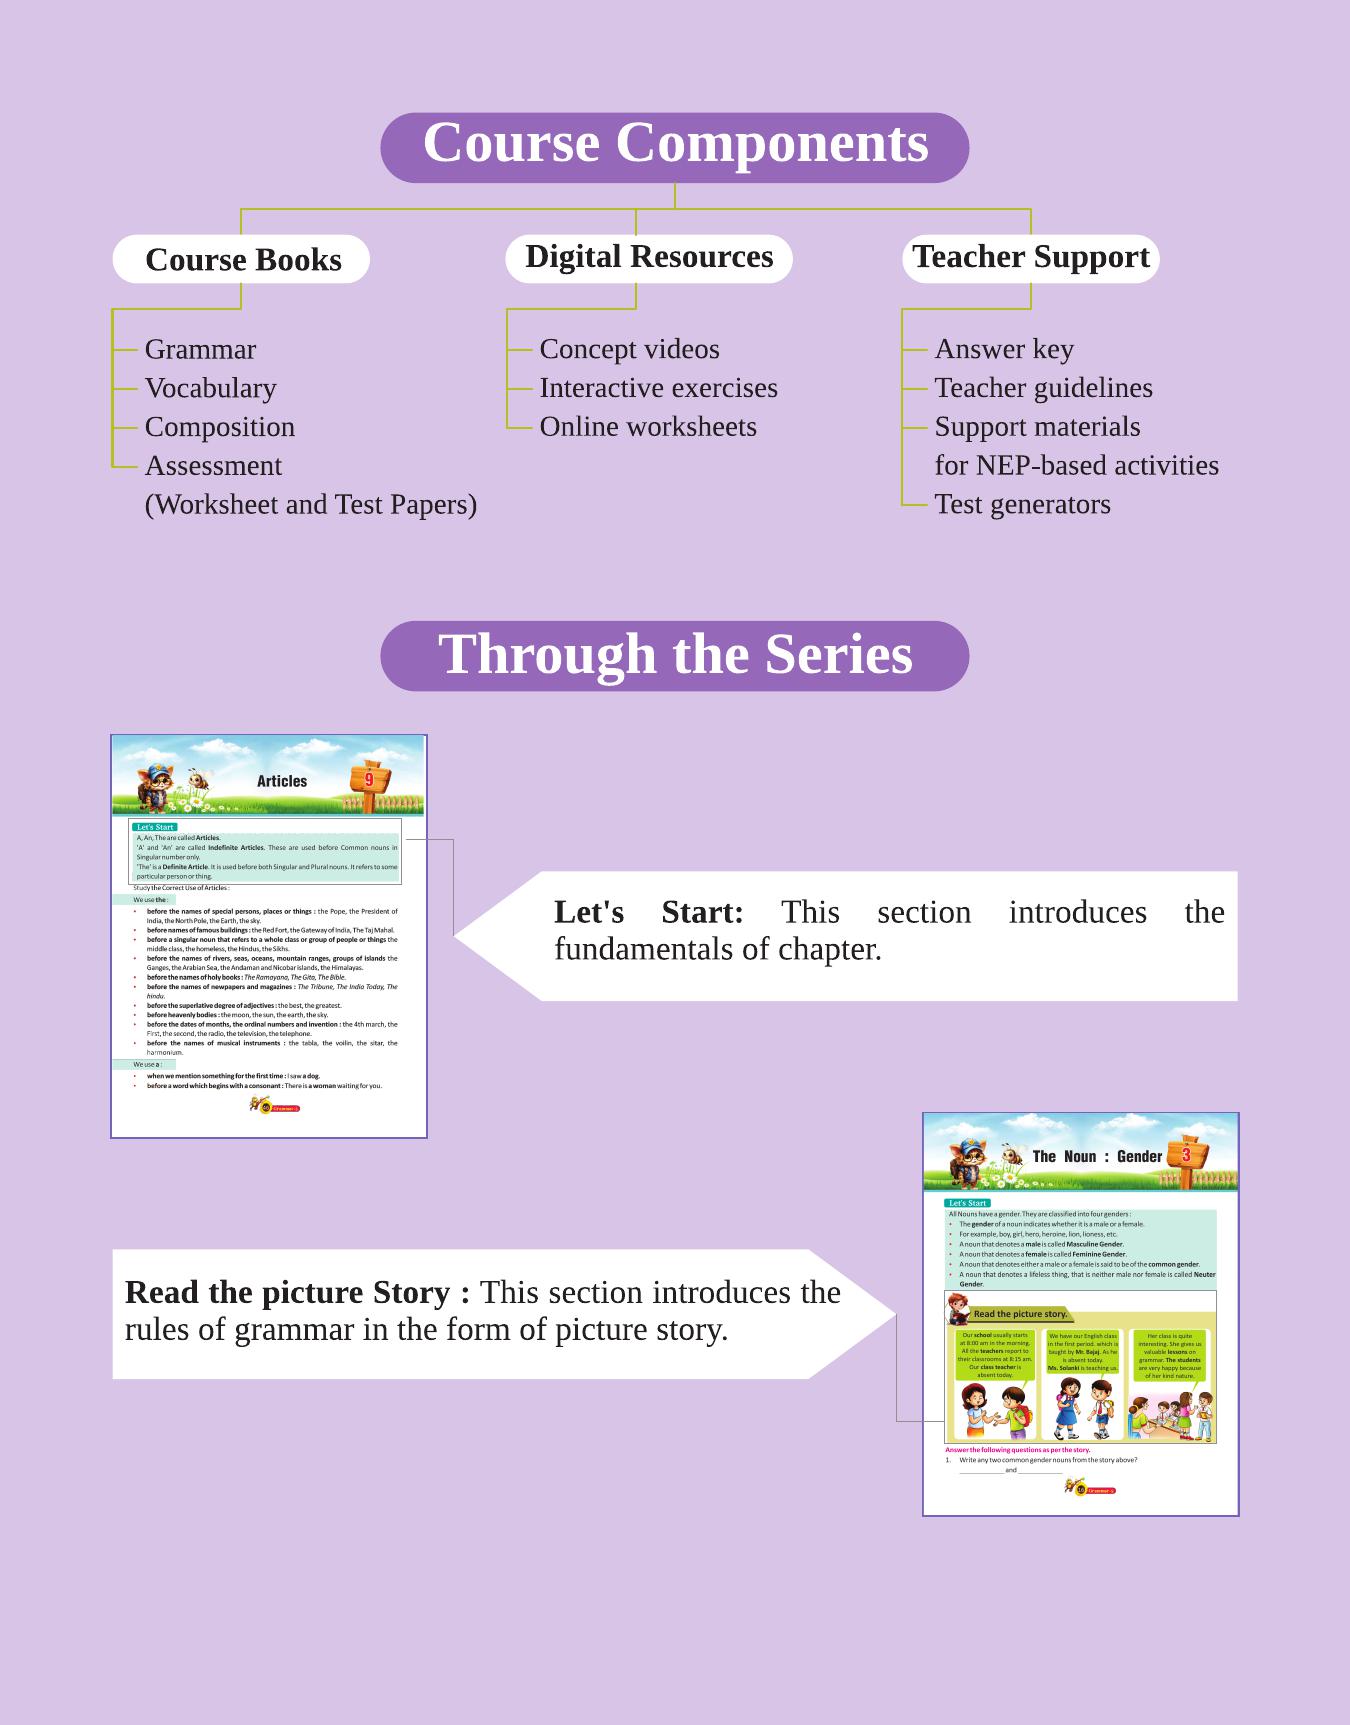 Course Components
Course Books
Digital Resources
Teacher Support
Grammar
Vocabulary
Composition
Assessment
(Worksheet and Test Papers)
Concept videos
Interactive exercises
Online worksheets
Answer key
Teacher guidelines
Support materials
for NEP-based activities
Test generators
Through the Series
Articles
9
Let's Start
A, An, The are called Articles.
'A' and 'An' are called Indefinite Articles. These are used before Common nouns in
Singular number only.
'The' is a Definite Article. It is used before both Singular and Plural nouns. It refers to some
particular person or thing.
Study the Correct Use of Articles :
We use the :
• before the names of special persons, places or things : the Pope, the President of
India, the North Pole, the Earth, the sky.
• before names of famous buildings : the Red Fort, the Gateway of India, The Taj Mahal.
• before a singular noun that refers to a whole class or group of people or things the
middle class, the homeless, the Hindus, the Sikhs.
• before the names of rivers, seas, oceans, mountain ranges, groups of islands the
Ganges, the Arabian Sea, the Andaman and Nicobar islands, the Himalayas.
• before the names of holy books : The Ramayana, The Gita, The Bible.
• before the names of newpapers and magazines : The Tribune, The India Today, The
hindu.
• before the superlative degree of adjectives : the best, the greatest.
• before heavenly bodies : the moon, the sun, the earth, the sky.
• before the dates of months, the ordinal numbers and invention : the 4th march, the
First, the second, the radio, the television, the telephone.
• before the names of musical instruments : the tabla, the voilin, the sitar, the
harmonium.
We use a :
• when we mention something for the first time : I saw a dog.
• before a word which begins with a consonant : There is a woman waiting for you.
Let's Start: This section introduces the
fundamentals of chapter.
Read the picture Story : This section introduces the
rules of grammar in the form of picture story.
The Noun : Gender
3
Let's Start
All Nouns have a gender. They are classified into four genders :
• The gender of a noun indicates whether it is a male or a female.
• For example, boy, girl, hero, heroine, lion, lioness, etc.
• A noun that denotes a male is called Masculine Gender.
• A noun that denotes a female is called Feminine Gender.
• A noun that denotes either a male or a female is said to be of the common gender.
• A noun that denotes a lifeless thing, that is neither male nor female is called Neuter
Gender.
Read the picture story.
Our school usually starts
at 8:00 am in the morning.
All the teachers report to
their classrooms at 8:15 am.
Our class teacher is
absent today.
We have our English class
in the first period. which is
taught by Mr. Bajaj. As he
is absent today.
Ms. Solanki is teaching us.
Her class is quite
interesting. She gives us
valuable lessons on
grammar. The students
are very happy because
of her kind nature.
Answer the following questions as per the story.
1. Write any two common gender nouns from the story above?
____________ and ____________